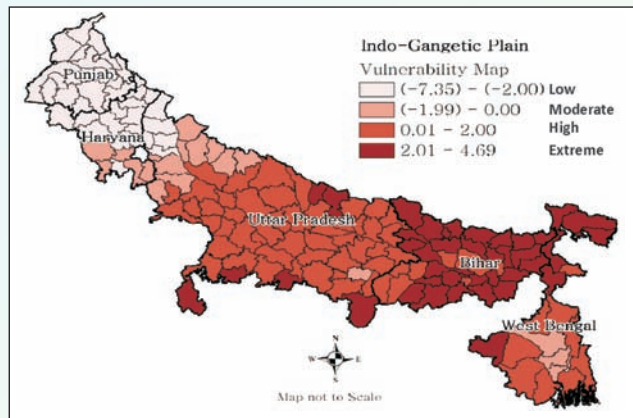 Indo-Gangetic Plain
Vulnerability Map
(-7.35) - (-2.00) Low
(-1.99) - 0.00 Moderate
0.01 - 2.00 High
2.01 - 4.69 Extreme
Punjab
Haryana
Uttar Pradesh
Bihar
West Bengal
N
W E
S
Map not to Scale